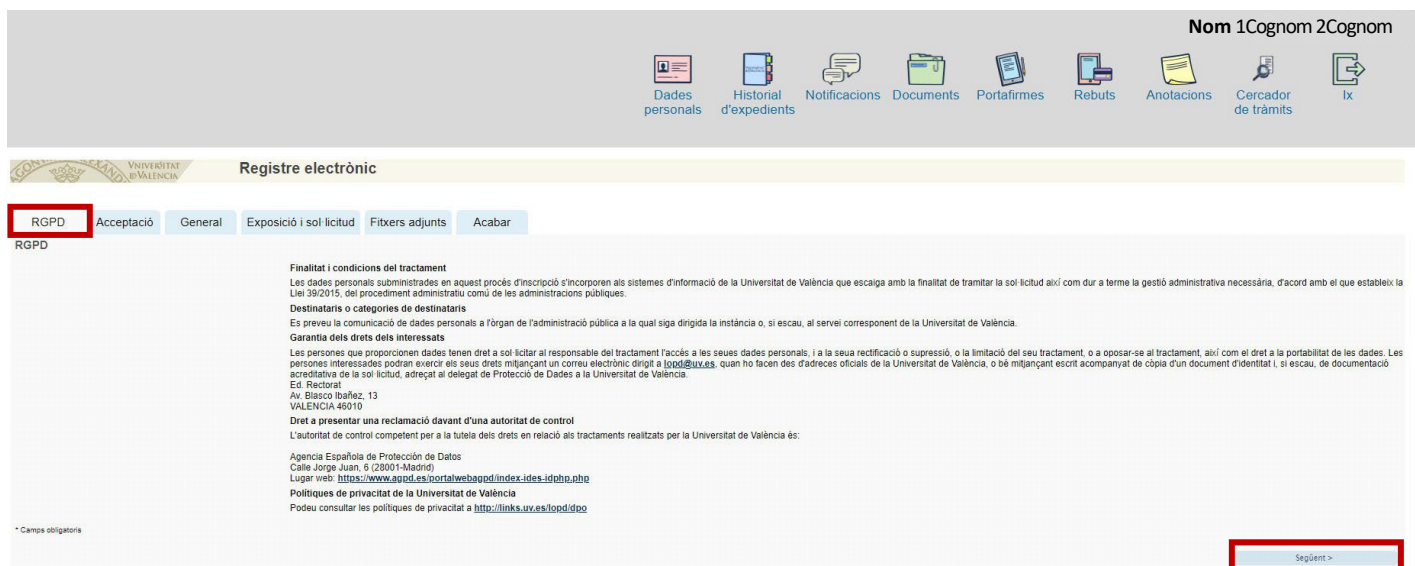 Nom 1Cognom 2Cognom
Dades personals
Historial d'expedients
Notificacions
Documents
Portafirmes
Rebuts
Anotacions
Cercador de tràmits
Ix
VNIVERSITAT
D VALÈNCIA
Registre electrònic
RGPD Acceptació General Exposició i sol·licitud Fitxers adjunts Acabar
RGPD
Finalitat i condicions del tractament
Les dades personals subministrades en aquest procés d'inscripció s'incorporen als sistemes d'informació de la Universitat de València que escaiga amb la finalitat de tramitar la sol·licitud així com dur a terme la gestió administrativa necessària, d'acord amb el que estableix la
Llei 39/2015, del procediment administratiu comú de les administracions públiques.
Destinataris o categories de destinataris
Es preveu la comunicació de dades personals a l'òrgan de l'administració pública a la qual siga dirigida la instància o, si escau, al servei corresponent de la Universitat de València.
Garantia dels drets dels interessats
Les persones que proporcionen dades tenen dret a sol·licitar al responsable del tractament l'accés a les seues dades personals, i a la seua rectificació o supressió, o la limitació del seu tractament, o a oposar-se al tractament, així com el dret a la portabilitat de les dades. Les
persones interessades podran exercir els seus drets mitjançant un correu electrònic dirigit a lopd@uv.es, quan ho facen des d'adreces oficials de la Universitat de València, o bé mitjançant escrit acompanyat de còpia d'un document d'identitat i, si escau, de documentació
acreditativa de la sol·licitud, adreçat al delegat de Protecció de Dades a la Universitat de València.
Ed. Rectorat
Av. Blasco Ibañez, 13
VALENCIA 46010
Dret a presentar una reclamació davant d'una autoritat de control
L'autoritat de control competent per a la tutela dels drets en relació als tractaments realitzats per la Universitat de València ès:
Agencia Española de Protección de Datos
Calle Jorge Juan, 6 (28001-Madrid)
Lugar web: https://www.agpd.es/portalwebagpd/index-ides-idphp.php
Polítiques de privacitat de la Universitat de València
Podeu consultar les polítiques de privacitat a http://links.uv.es/lopd/dpo
* Camps obligatoris
Següent >